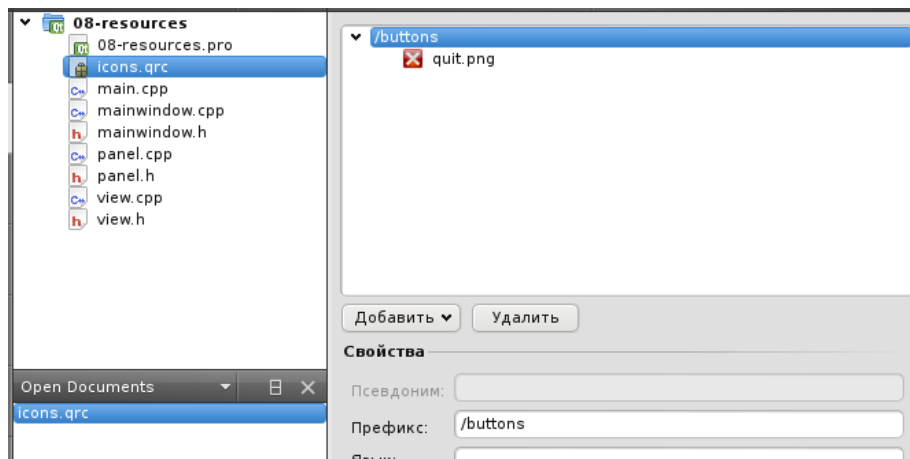 08-resources
08-resources.pro
icons.qrc
main.cpp
mainwindow.cpp
mainwindow.h
panel.cpp
panel.h
view.cpp
view.h
Open Documents
icons.qrc
/buttons
quit.png
Добавить
Удалить
Свойства
Псевдоним:
Префикс:
/buttons